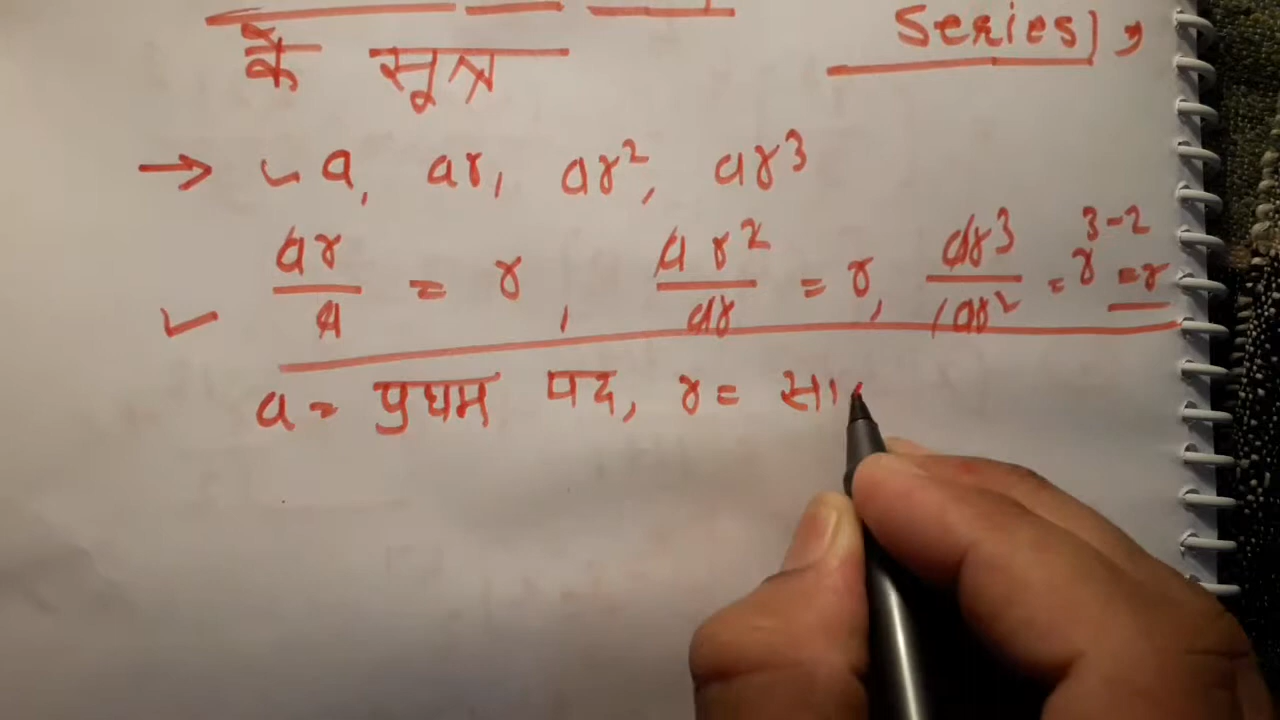 Series),
के सूत्र
→ ✓ a, ar, ar², ar³
✓ ar/a = r, ar²/ar = r, ar³/ar² = r³⁻² = r
a = प्रथम पद, r = सा